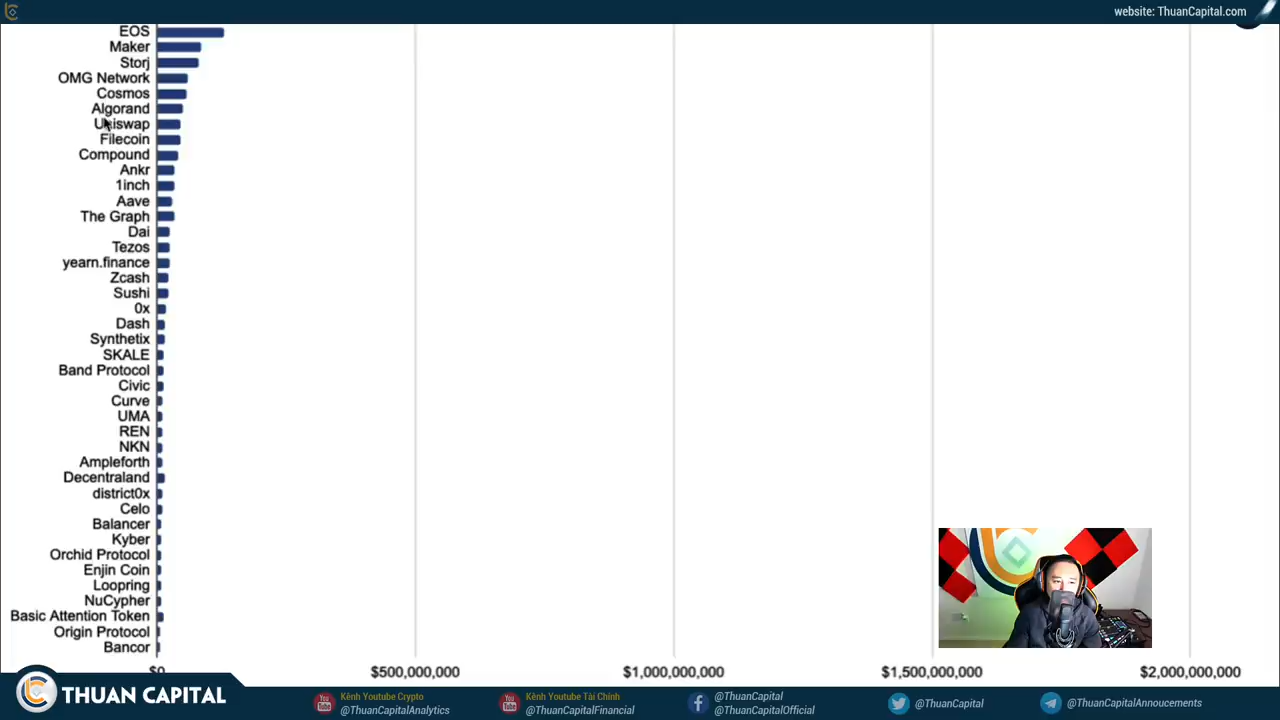 website: ThuanCapital.com
EOS
Maker
Storj
OMG Network
Cosmos
Algorand
Uniswap
Filecoin
Compound
Ankr
1inch
Aave
The Graph
Dai
Tezos
yearn.finance
Zcash
Sushi
0x
Dash
Synthetix
SKALE
Band Protocol
Civic
Curve
UMA
REN
NKN
Ampleforth
Decentraland
district0x
Celo
Balancer
Kyber
Orchid Protocol
Enjin Coin
Loopring
NuCypher
Basic Attention Token
Origin Protocol
Bancor
$0 $500,000,000 $1,000,000,000 $1,500,000,000 $2,000,000,000
THUAN CAPITAL
You Tube
Kênh Youtube Crypto
@ThuanCapitalAnalytics
You Tube
Kênh Youtube Tài Chính
@ThuanCapitalFinancial
@ThuanCapital
@ThuanCapitalOfficial
@ThuanCapital
@ThuanCapitalAnnoucements